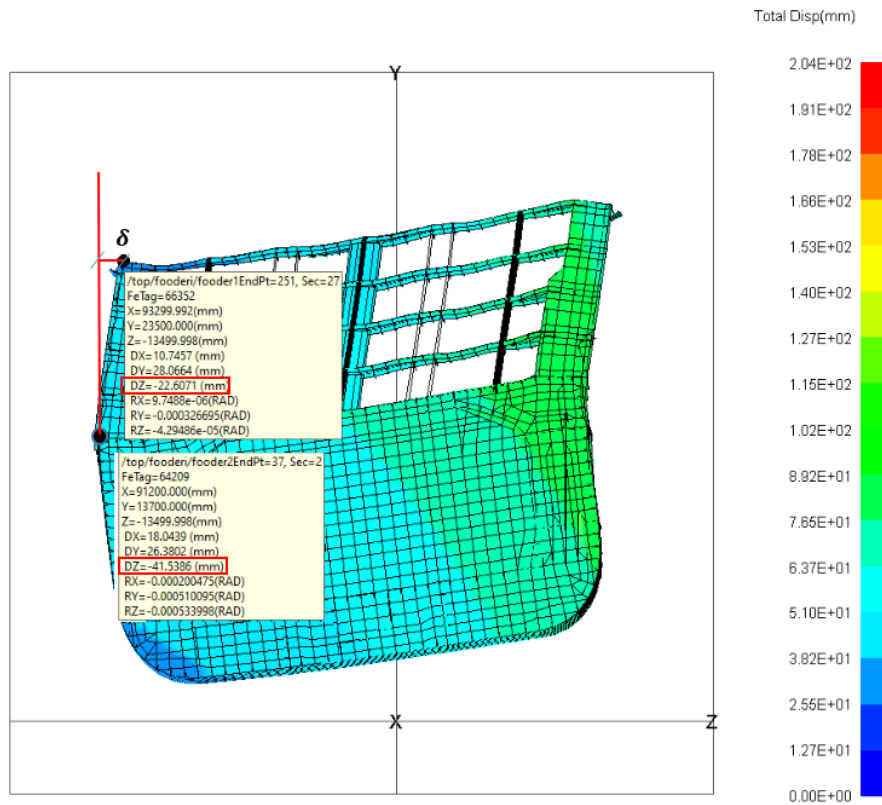 Total Disp(mm)
2.04E+02
1.91E+02
1.78E+02
1.66E+02
1.53E+02
1.40E+02
1.27E+02
1.15E+02
1.02E+02
8.92E+01
7.65E+01
6.37E+01
5.10E+01
3.82E+01
2.55E+01
1.27E+01
0.00E+00
Y
δ
/top/fooderi/fooder1EndPt=251, Sec=27
FeTag=66352
X=93299.992(mm)
Y=23500.000(mm)
Z=-13499.998(mm)
DX=10.7457 (mm)
DY=28.0664 (mm)
DZ=-22.6071 (mm)
RX=9.7488e-06(RAD)
RY=-0.000326695(RAD)
RZ=-4.29486e-05(RAD)
/top/fooderi/fooder2EndPt=37, Sec=2
FeTag=64209
X=91200.000(mm)
Y=13700.000(mm)
Z=-13499.998(mm)
DX=18.0439 (mm)
DY=26.3802 (mm)
DZ=-41.5386 (mm)
RX=-0.000200475(RAD)
RY=-0.000510095(RAD)
RZ=-0.000533998(RAD)
X
Z